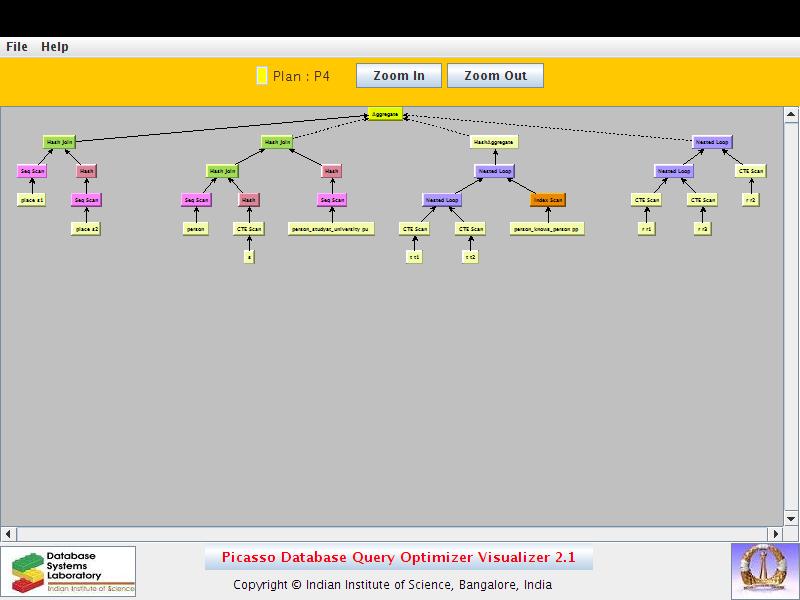 File Help
Plan : P4 Zoom In Zoom Out
Aggregate
Hash Join Hash Join HashAggregate Nested Loop
Seq Scan Hash Hash Join Hash Nested Loop Nested Loop CTE Scan
place s1 Seq Scan Seq Scan Hash Seq Scan Nested Loop Index Scan CTE Scan CTE Scan r r2
place s2 person CTE Scan person_studyat_university pu CTE Scan CTE Scan person_knows_person pp r r1 r r3
s t t1 t t2
Database
Systems
Laboratory
Indian Institute of Science
Picasso Database Query Optimizer Visualizer 2.1
Copyright © Indian Institute of Science, Bangalore, India